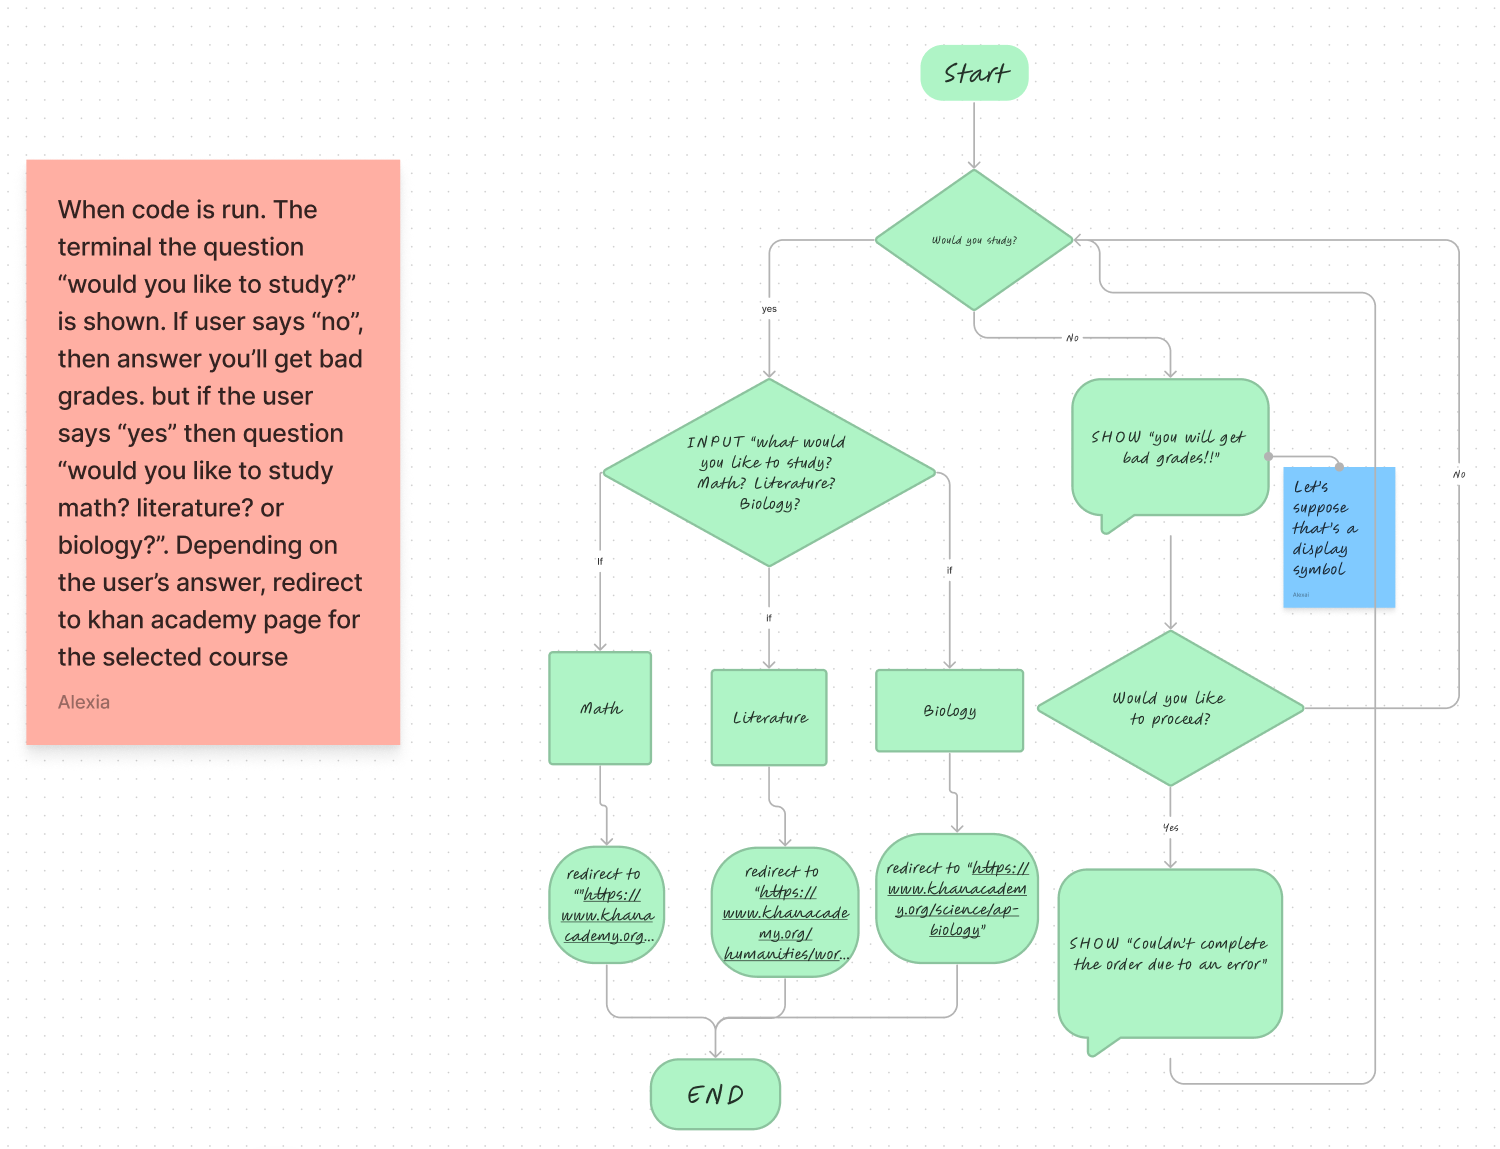 Start
When code is run. The
terminal the question
“would you like to study?”
is shown. If user says “no”,
then answer you’ll get bad
grades. but if the user
says “yes” then question
“would you like to study
math? literature? or
biology?”. Depending on
the user’s answer, redirect
to khan academy page for
the selected course
Alexia
Would you study?
yes
No
INPUT "what would
you like to study?
Math? Literature?
Biology?
SHOW "you will get
bad grades!!"
No
Let's
suppose
that's a
display
symbol
Alexia
If
if
if
Math
Literature
Biology
Would you like
to proceed?
Yes
redirect to
""https://
www.khana
cademy.org...
redirect to
"https://
www.khanacade
my.org/
humanities/wor...
redirect to "https://
www.khanacadem
y.org/science/ap-
biology"
SHOW "Couldn't complete
the order due to an error"
END